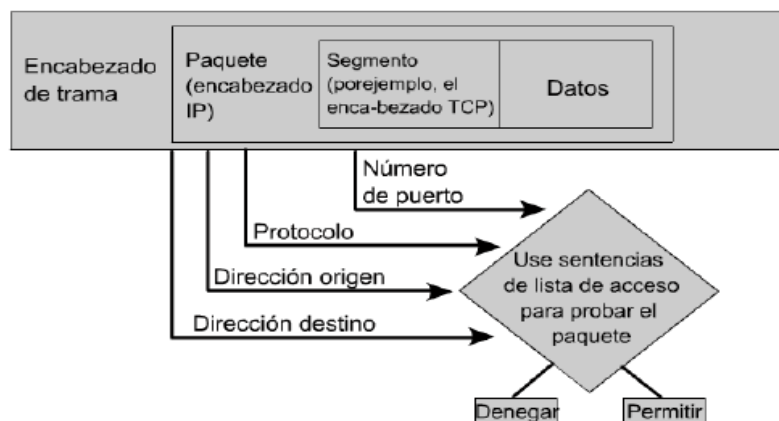 Encabezado
de trama
Paquete
(encabezado
IP)
Segmento
(porejemplo, el
enca-bezado TCP)
Datos
Número
de puerto
Protocolo
Dirección origen
Dirección destino
Use sentencias
de lista de acceso
para probar el
paquete
Denegar
Permitir